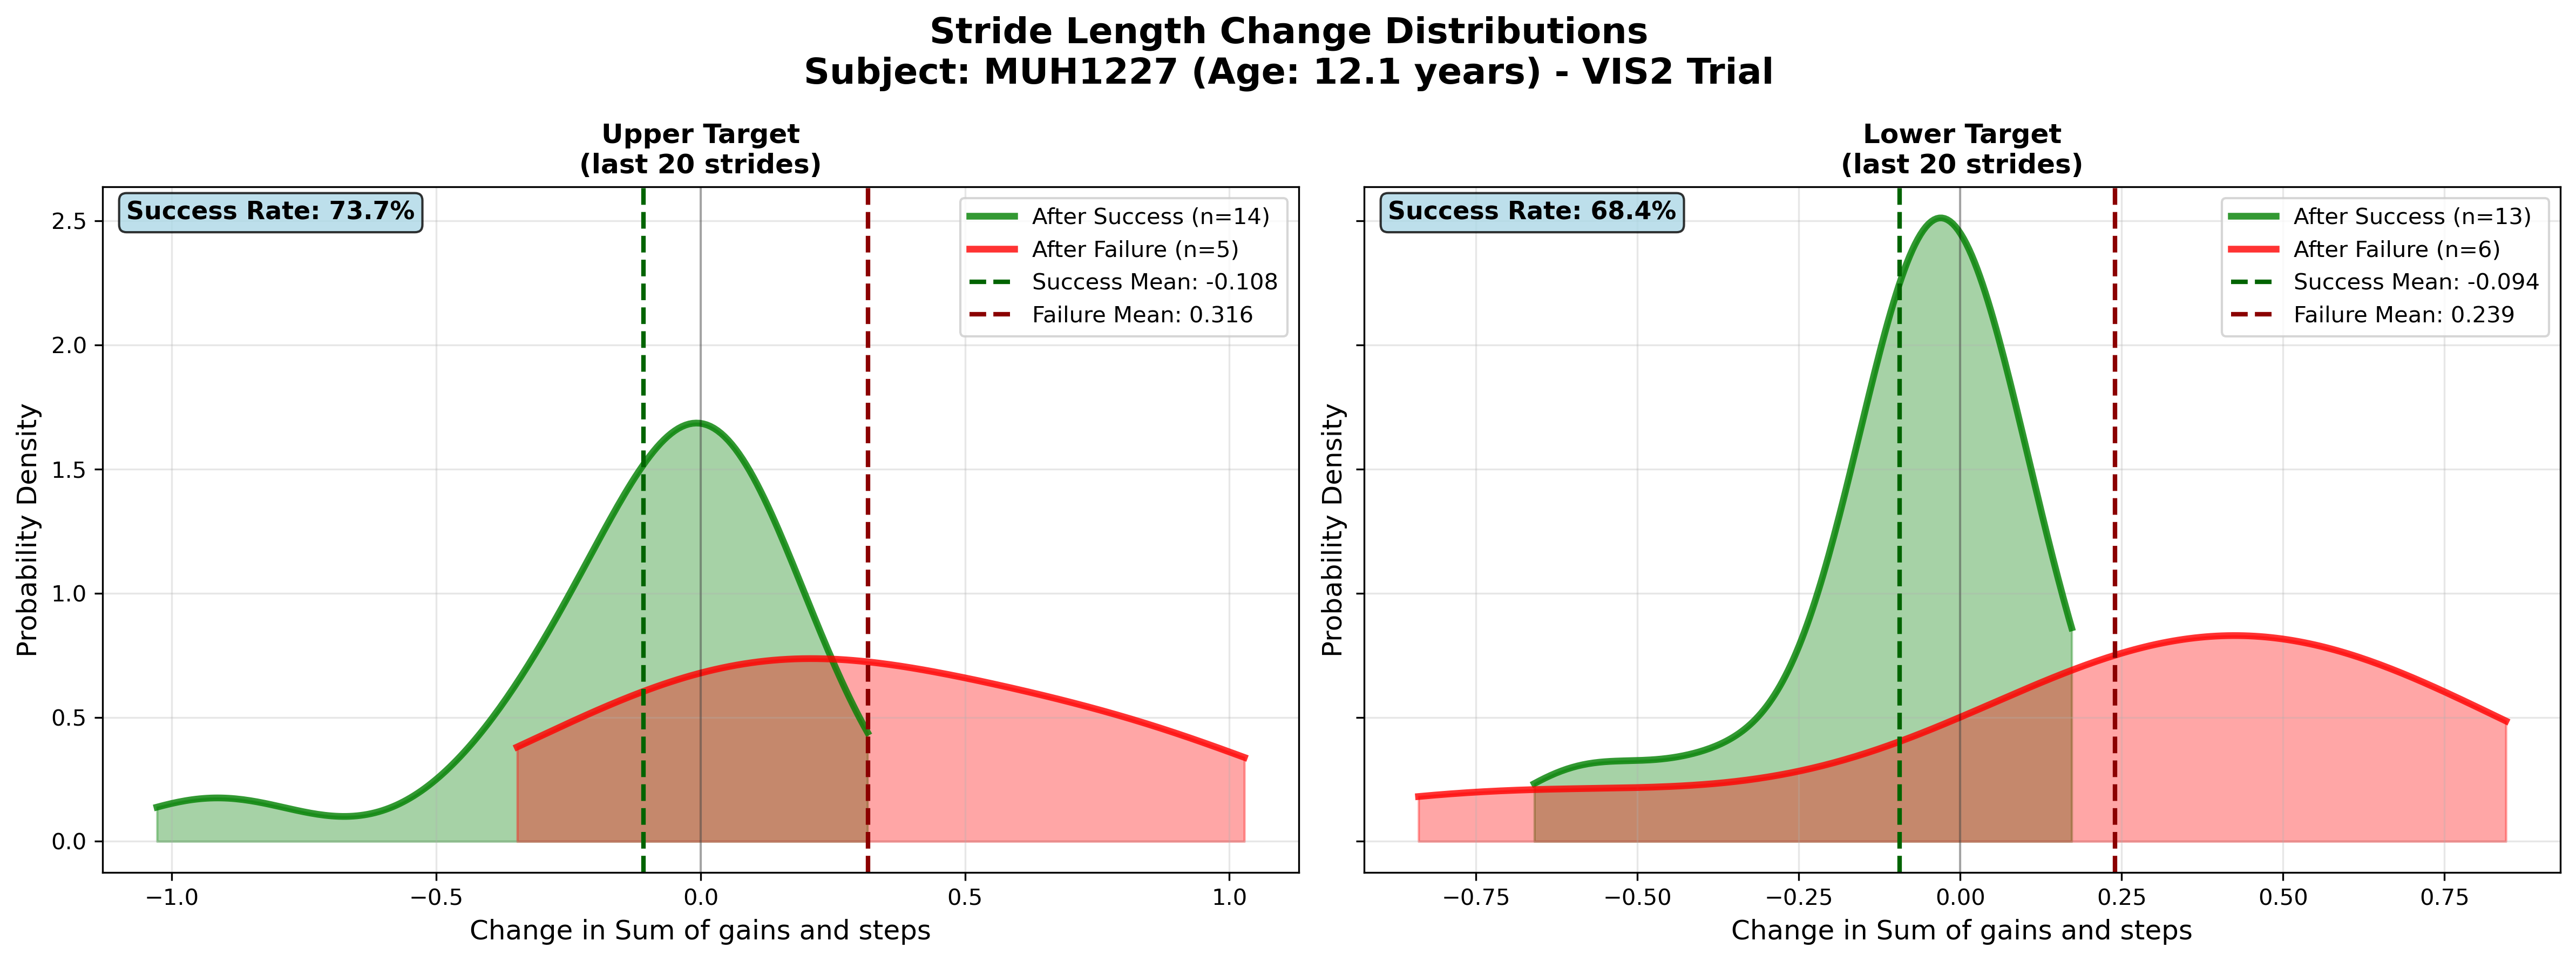 Stride Length Change Distributions
Subject: MUH1227 (Age: 12.1 years) - VIS2 Trial
Upper Target
(last 20 strides)
Success Rate: 73.7%
After Success (n=14)
After Failure (n=5)
Success Mean: -0.108
Failure Mean: 0.316
Probability Density
2.5
2.0
1.5
1.0
0.5
0.0
−1.0
−0.5
0.0
0.5
1.0
Change in Sum of gains and steps
Lower Target
(last 20 strides)
Success Rate: 68.4%
After Success (n=13)
After Failure (n=6)
Success Mean: -0.094
Failure Mean: 0.239
Probability Density
−0.75
−0.50
−0.25
0.00
0.25
0.50
0.75
Change in Sum of gains and steps